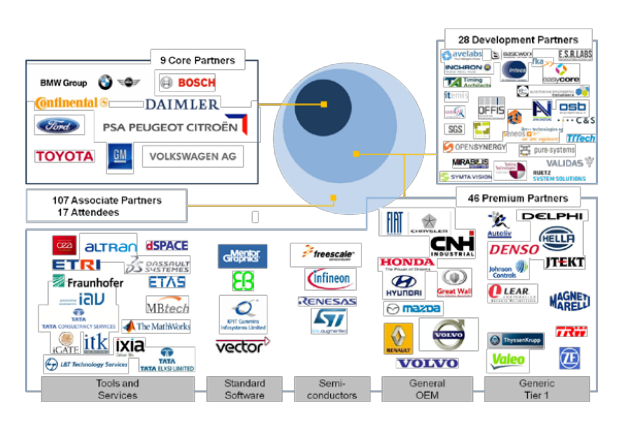 9 Core Partners
BMW Group
BOSCH
Continental
DAIMLER
Ford
PSA PEUGEOT CITROËN
TOYOTA
GM
VOLKSWAGEN AG
28 Development Partners
avelabs
E.S.R.LABS
INCHRON
fka
easycore
Timing Architects
OFFIS
SGS
C&S
OPENSYNERGY
pure-systems
TTTech
MIRABILIS
VALIDAS
SYMTA VISION
RUETZ
SYSTEM SOLUTIONS
107 Associate Partners
17 Attendees
46 Premium Partners
cea
ALTRAN
dSPACE
ETRI
DASSAULT
SYSTEMES
Fraunhofer
ETAS
iav
MBtech
TATA
TATA CONSULTANCY SERVICES
The MathWorks
iGATE
itk
ixia
TATA
L&T Technology Services
TATA ELXSI LIMITED
Mentor
Graphics
EB
KPIT Cummins
Infosystems Limited
vector
freescale
infineon
RENESAS
ST
FIAT
CHRYSLER
CNH
INDUSTRIAL
HONDA
The Power of Dreams
HYUNDAI
Great Wall
mazda
RENAULT
VOLVO
VOLVO
Autoliv
DELPHI
HELLA
DENSO
Johnson
Controls
JTEKT
LEAR
MAGNETI
MARELLI
ThyssenKrupp
TRW
Valeo
ZF
Tools and
Services
Standard
Software
Semi-
conductors
General
OEM
Generic
Tier 1